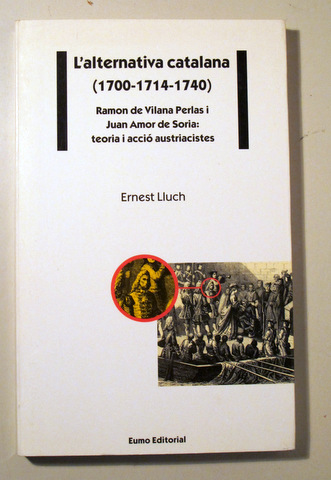 L'alternativa catalana
(1700-1714-1740)
Ramon de Vilana Perlas i
Juan Amor de Soria:
teoria i acció austriacistes
Ernest Lluch
Eumo Editorial